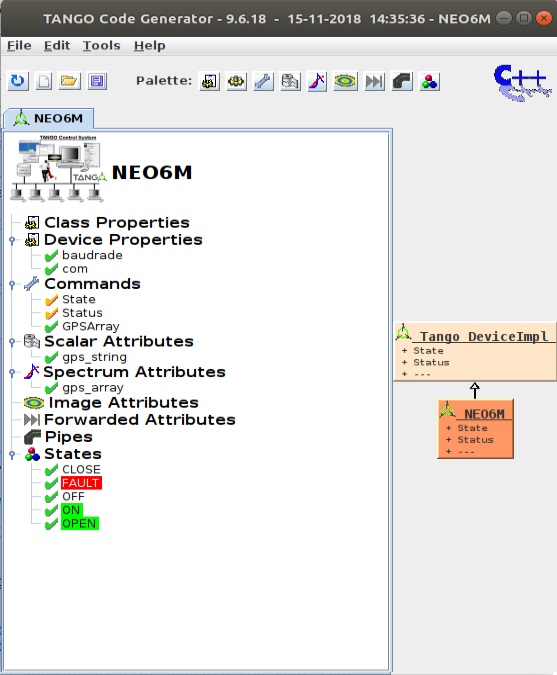 TANGO Code Generator - 9.6.18 - 15-11-2018 14:35:36 - NEO6M
File Edit Tools Help
Palette:
C++
NEO6M
TANGO Control System
TANGO
NEO6M
Class Properties
Device Properties
baudrade
com
Commands
State
Status
GPSArray
Scalar Attributes
gps_string
Spectrum Attributes
gps_array
Image Attributes
Forwarded Attributes
Pipes
States
CLOSE
FAULT
OFF
ON
OPEN
Tango DeviceImpl
+ State
+ Status
+ ---
NEO6M
+ State
+ Status
+ ---